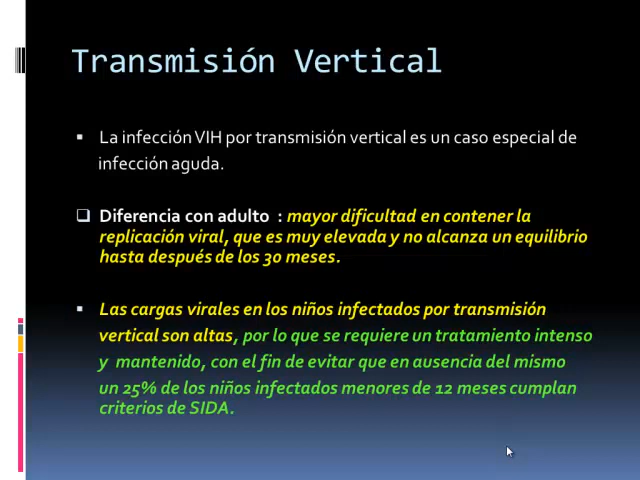 Transmisión Vertical
▪ La infección VIH por transmisión vertical es un caso especial de
infección aguda.
❑ Diferencia con adulto : mayor dificultad en contener la
replicación viral, que es muy elevada y no alcanza un equilibrio
hasta después de los 30 meses.
▪ Las cargas virales en los niños infectados por transmisión
vertical son altas, por lo que se requiere un tratamiento intenso
y mantenido, con el fin de evitar que en ausencia del mismo
un 25% de los niños infectados menores de 12 meses cumplan
criterios de SIDA.